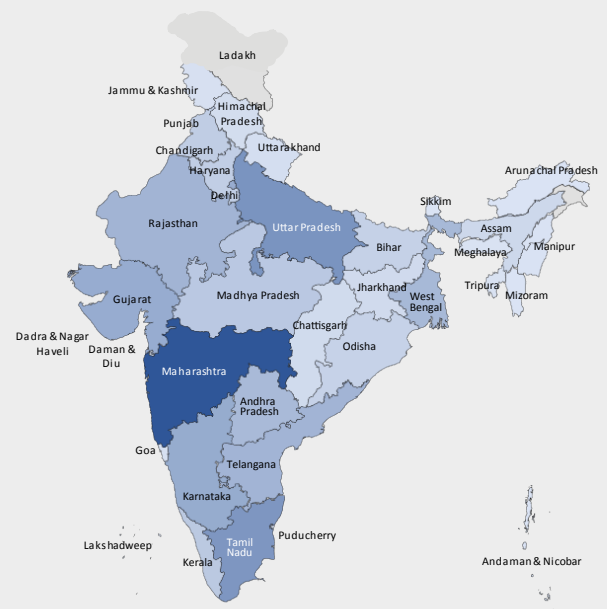 Ladakh
Jammu & Kashmir
Himachal
Pradesh
Punjab
Chandigarh
Uttarakhand
Haryana
Delhi
Arunachal Pradesh
Sikkim
Rajasthan
Uttar Pradesh
Assam
Bihar
Meghalaya
Manipur
Gujarat
Madhya Pradesh
Jharkhand
West
Bengal
Tripura
Mizoram
Chattisgarh
Dadra & Nagar
Haveli
Daman &
Diu
Odisha
Maharashtra
Andhra
Pradesh
Goa
Telangana
Karnataka
Puducherry
Lakshadweep
Tamil
Nadu
Kerala
Andaman & Nicobar